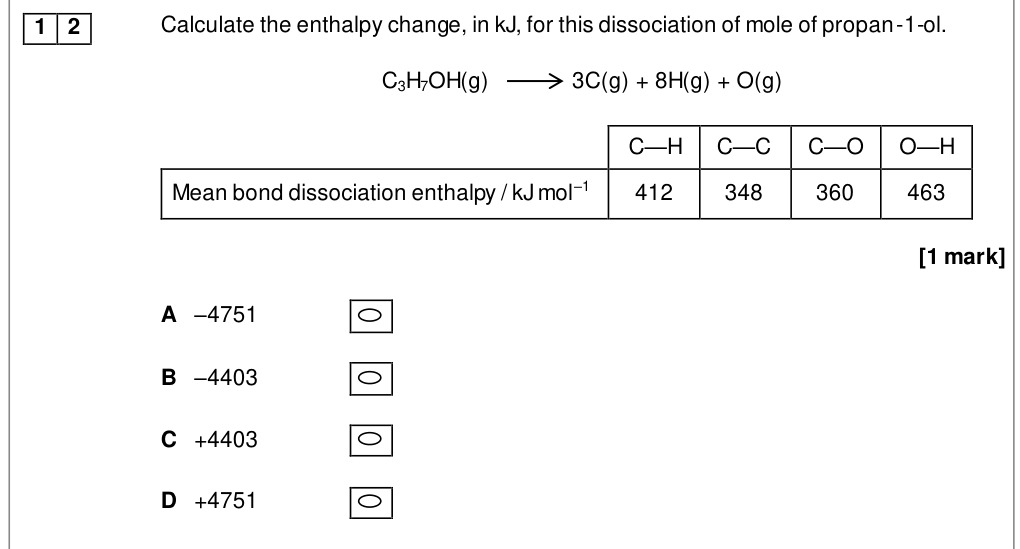 1 2 Calculate the enthalpy change, in kJ, for this dissociation of mole of propan-1-ol.
C₃H₇OH(g) ⟶ 3C(g) + 8H(g) + O(g)
C—H C—C C—O O—H
Mean bond dissociation enthalpy / kJ mol⁻¹ 412 348 360 463
[1 mark]
A –4751
B –4403
C +4403
D +4751